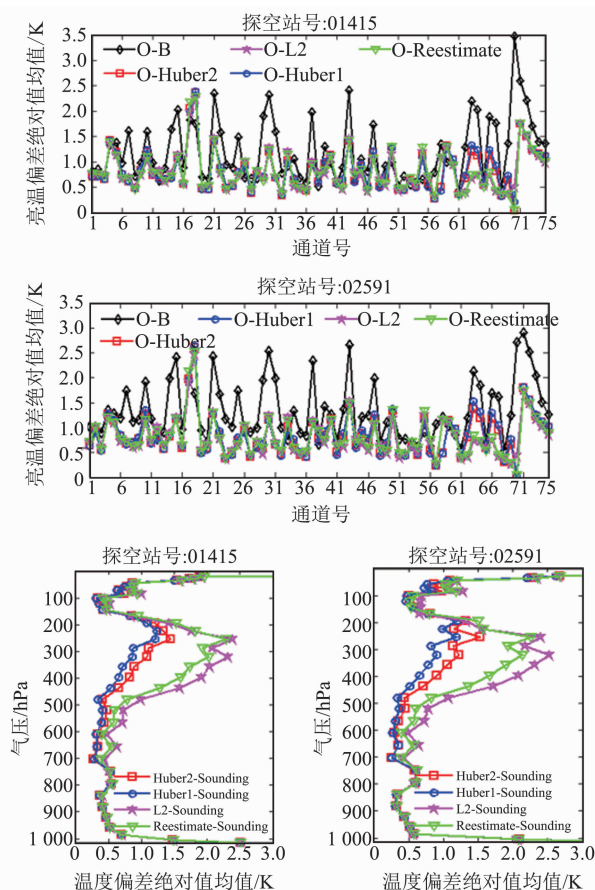 探空站号:01415
亮温偏差绝对值均值/K
3.5
3.0
2.5
2.0
1.5
1.0
0.5
0
O-B O-L2 O-Reestimate
O-Huber2 O-Huber1
1 6 11 16 21 26 31 36 41 46 51 56 61 66 71 75
通道号
探空站号:02591
亮温偏差绝对值均值/K
3.5
3.0
2.5
2.0
1.5
1.0
0.5
0
O-B O-Huber1 O-L2 O-Reestimate
O-Huber2
1 6 11 16 21 26 31 36 41 46 51 56 61 66 71 75
通道号
探空站号:01415
气压/hPa
100
200
300
400
500
600
700
800
900
1 000
Huber2-Sounding
Huber1-Sounding
L2-Sounding
Reestimate-Sounding
0 0.5 1.0 1.5 2.0 2.5 3.0
温度偏差绝对值均值/K
探空站号:02591
气压/hPa
100
200
300
400
500
600
700
800
900
1 000
Huber2-Sounding
Huber1-Sounding
L2-Sounding
Reestimate-Sounding
0 0.5 1.0 1.5 2.0 2.5 3.0
温度偏差绝对值均值/K